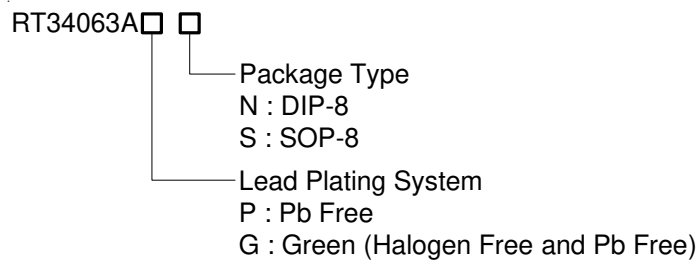 RT34063A□ □
Package Type
N : DIP-8
S : SOP-8
Lead Plating System
P : Pb Free
G : Green (Halogen Free and Pb Free)